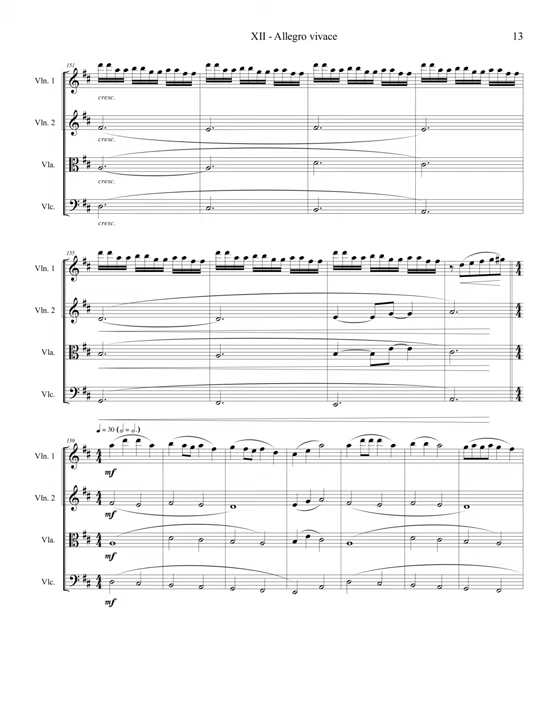 XII - Allegro vivace 13
151
Vln. 1
cresc.
Vln. 2
cresc.
Vla.
cresc.
Vlc.
cresc.
155
Vln. 1
Vln. 2
Vla.
Vlc.
= 30 ( = .)
159
Vln. 1
mf
Vln. 2
mf
Vla.
mf
Vlc.
mf